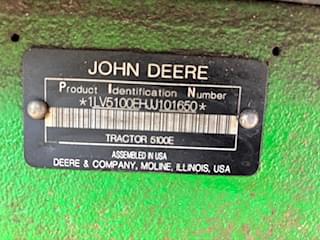 JOHN DEERE
Product Identification Number
*1LV5100EHJJ101650*
TRACTOR 5100E
ASSEMBLED IN USA
DEERE & COMPANY, MOLINE, ILLINOIS, USA